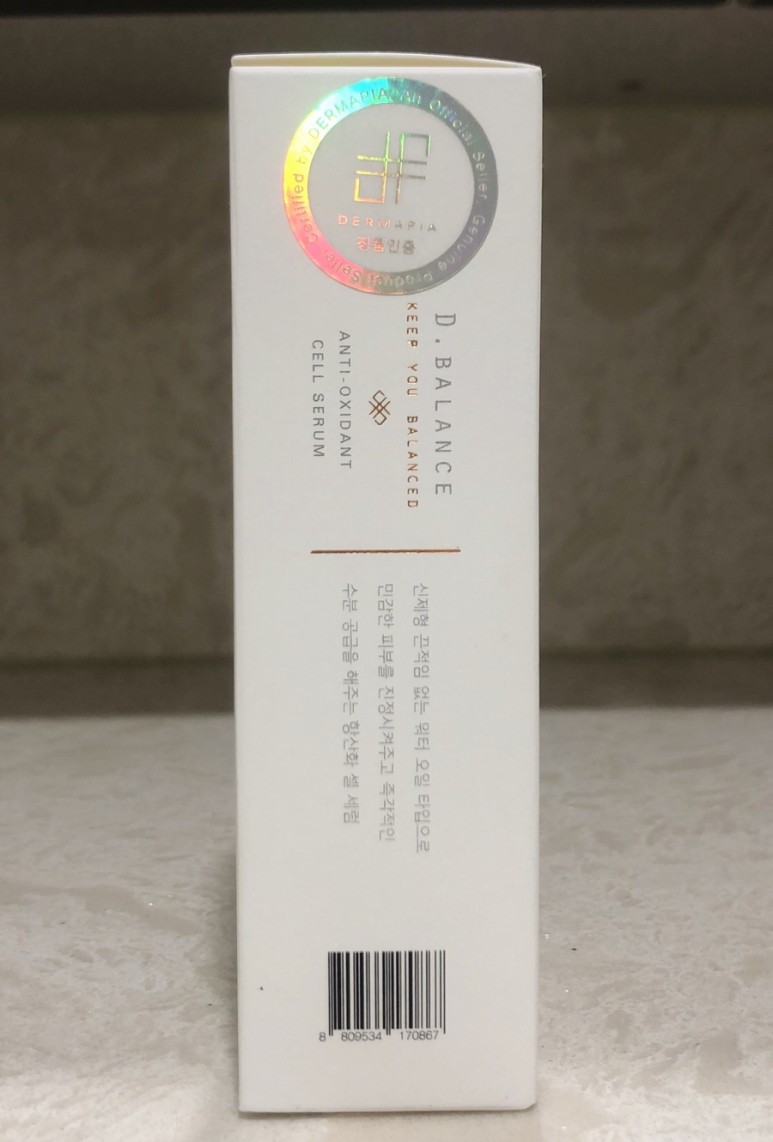 Certified by DERMAPIA, An Official Seller, Genuine Product Seller
DERMAPIA
정품인증
D.BALANCE
KEEP YOU BALANCED
ANTI-OXIDANT
CELL SERUM
신제형 끈적임 없는 워터 오일 타입으로
민감한 피부를 진정시켜주고 즉각적인
수분 공급을 해주는 항산화 셀 세럼
8 809534 170867